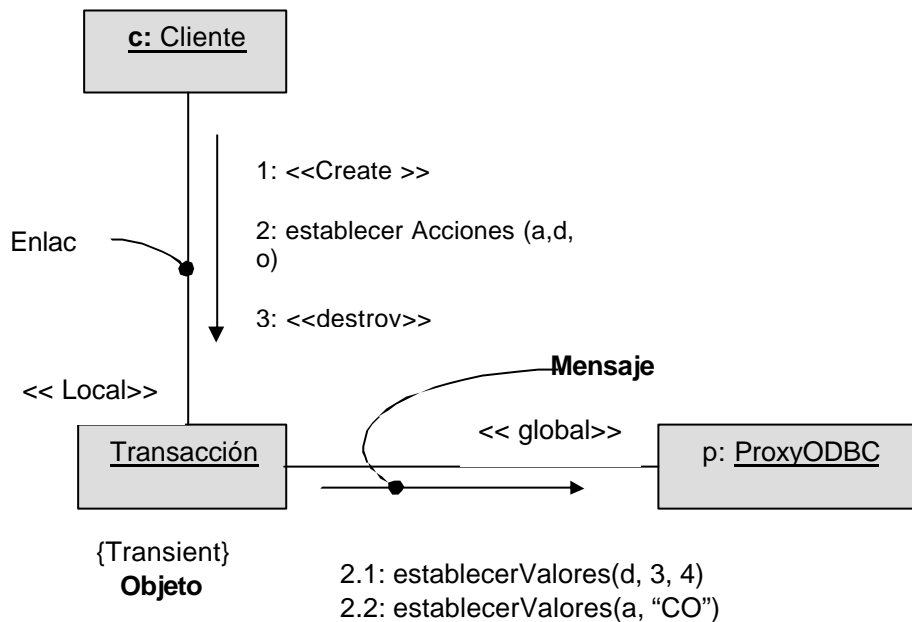 c: Cliente
1: <<Create >>
2: establecer Acciones (a,d,
o)
Enlac
3: <<destrov>>
Mensaje
<< Local>>
<< global>>
Transacción
p: ProxyODBC
{Transient}
Objeto
2.1: establecerValores(d, 3, 4)
2.2: establecerValores(a, “CO”)